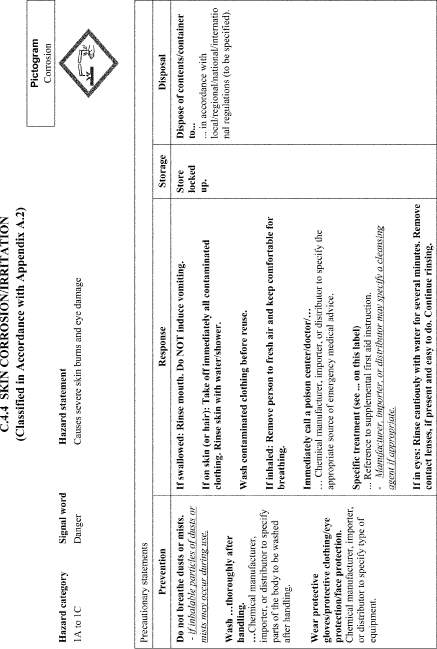 C.4.4 SKIN CORROSION/IRRITATION
(Classified in Accordance with Appendix A.2)
Pictogram
Corrosion
Hazard category
Signal word
Hazard statement
1A to 1C
Danger
Causes severe skin burns and eye damage
Precautionary statements
Prevention
Response
Storage
Disposal
Do not breathe dusts or mists.
- if inhalable particles of dusts or
mists may occur during use.
Wash …thoroughly after
handling.
…Chemical manufacturer,
importer, or distributor to specify
parts of the body to be washed
after handling.
Wear protective
gloves/protective clothing/eye
protection/face protection.
Chemical manufacturer, importer,
or distributor to specify type of
equipment.
If swallowed: Rinse mouth. Do NOT induce vomiting.
If on skin (or hair): Take off immediately all contaminated
clothing. Rinse skin with water/shower.
Wash contaminated clothing before reuse.
If inhaled: Remove person to fresh air and keep comfortable for
breathing.
Immediately call a poison center/doctor/…
… Chemical manufacturer, importer, or distributor to specify the
appropriate source of emergency medical advice.
Specific treatment (see ... on this label)
... Reference to supplemental first aid instruction.
- Manufacturer, importer, or distributor may specify a cleansing
agent if appropriate.
If in eyes: Rinse cautiously with water for several minutes. Remove
contact lenses, if present and easy to do. Continue rinsing.
Store
locked
up.
Dispose of contents/container
to...
... in accordance with
local/regional/national/internatio
nal regulations (to be specified).